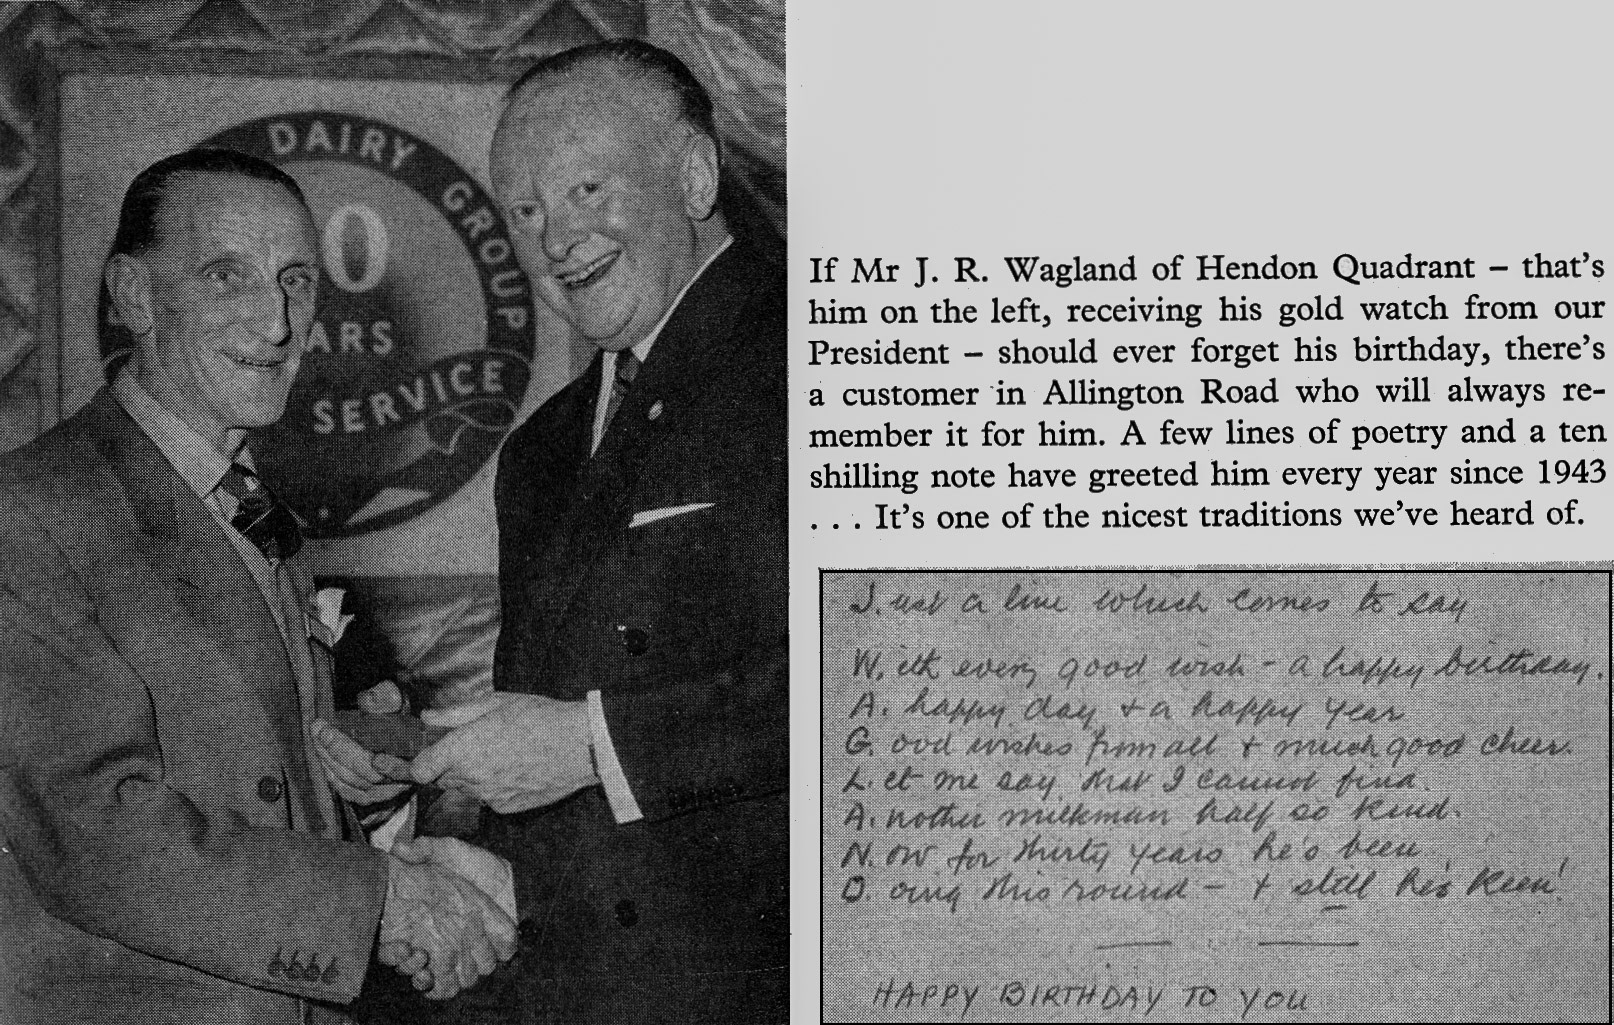 DAIRY GROUP
0
ARS
SERVICE
If Mr J. R. Wagland of Hendon Quadrant – that's
him on the left, receiving his gold watch from our
President – should ever forget his birthday, there's
a customer in Allington Road who will always re-
member it for him. A few lines of poetry and a ten
shilling note have greeted him every year since 1943
. . . It's one of the nicest traditions we've heard of.
J. ust a line which comes to say
W. ith every good wish - a happy birthday.
A. happy day + a happy year
G. ood wishes from all + much good cheer.
L. et me say that I cannot find.
A. nother milkman half so kind.
N. ow for thirty years he's been
D. oing this round - + still he's keen!
HAPPY BIRTHDAY TO YOU